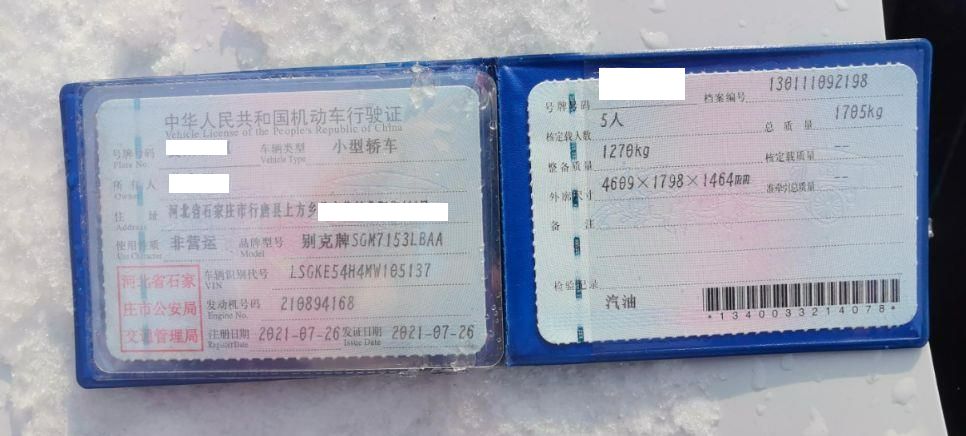 中华人民共和国机动车行驶证
Vehicle License of the People's Republic of China
号牌号码 车辆类型 小型轿车
Plate No. Vehicle Type
所有人
Owner
住址 河北省石家庄市行唐县上方乡
Address
使用性质 非营运 品牌型号 别克牌SGM7153LBAA
Use Character Model
车辆识别代号 LSGKE54H4MW105137
VIN
发动机号码 210894168
Engine No.
注册日期 2021-07-26 发证日期 2021-07-26
Register Date Issue Date
河北省石家
庄市公安局
交通管理局
号牌号码 档案编号 130111092198
核定载人数 5人 总质量 1705kg
整备质量 1270kg 核定载质量 --
外廓尺寸 4609×1798×1464mm 准牵引总质量 --
备注
检验记录
汽油
*1340033214078*